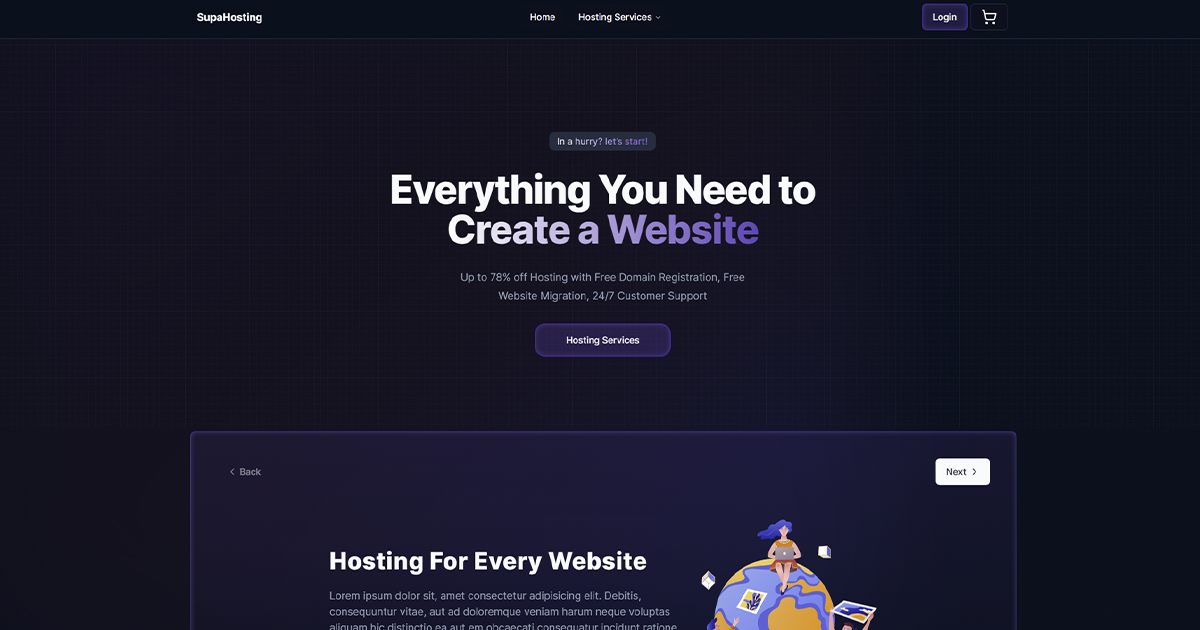 SupaHosting
Home
Hosting Services
Login
In a hurry? let's start!
Everything You Need to
Create a Website
Up to 78% off Hosting with Free Domain Registration, Free
Website Migration, 24/7 Customer Support
Hosting Services
Back
Next
Hosting For Every Website
Lorem ipsum dolor sit, amet consectetur adipisicing elit. Debitis,
consequuntur vitae, aut ad doloremque veniam harum neque voluptas
aliquam hic distinctio ea aut em obcaecati consequatur incidunt ratione